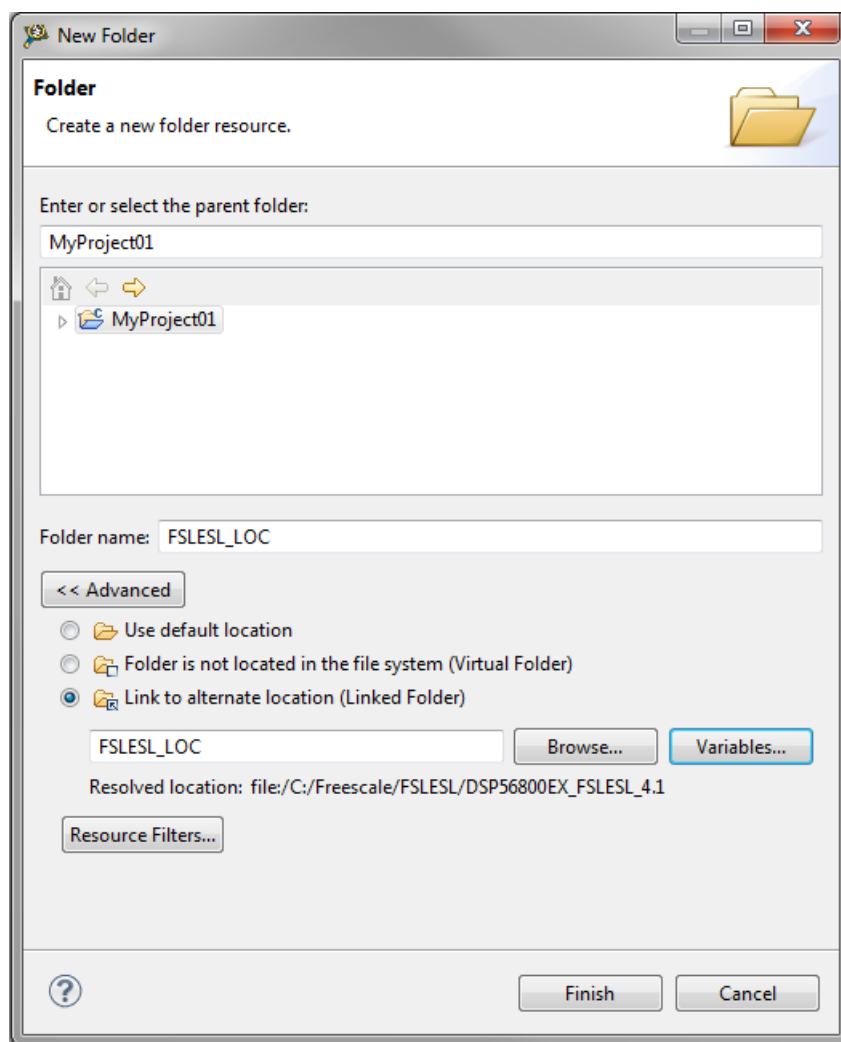 New Folder
Folder
Create a new folder resource.
Enter or select the parent folder:
MyProject01
MyProject01
Folder name: FSLESL_LOC
<< Advanced
Use default location
Folder is not located in the file system (Virtual Folder)
Link to alternate location (Linked Folder)
FSLESL_LOC Browse... Variables...
Resolved location: file:/C:/Freescale/FSLESL/DSP56800EX_FSLESL_4.1
Resource Filters...
? Finish Cancel